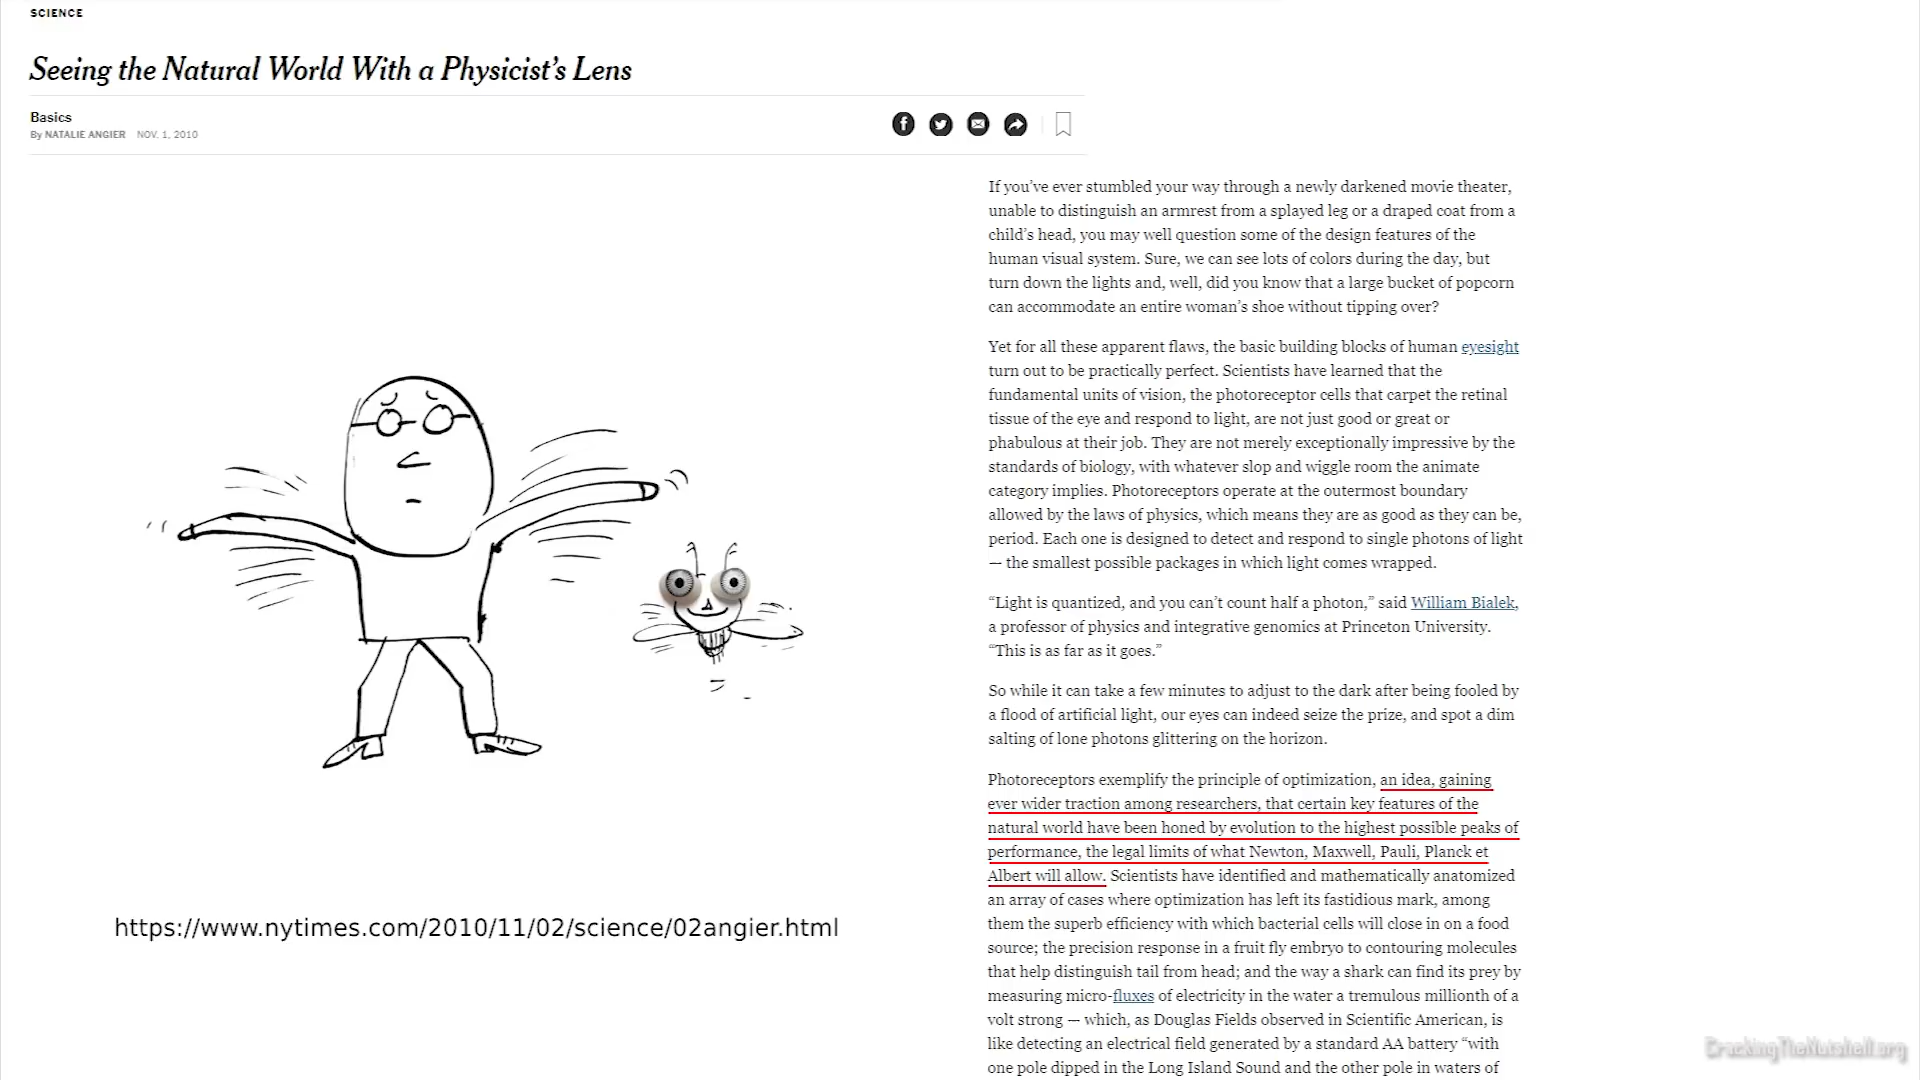 SCIENCE
Seeing the Natural World With a Physicist’s Lens
Basics
By NATALIE ANGIER NOV. 1, 2010
If you’ve ever stumbled your way through a newly darkened movie theater,
unable to distinguish an armrest from a splayed leg or a draped coat from a
child’s head, you may well question some of the design features of the
human visual system. Sure, we can see lots of colors during the day, but
turn down the lights and, well, did you know that a large bucket of popcorn
can accommodate an entire woman’s shoe without tipping over?
Yet for all these apparent flaws, the basic building blocks of human eyesight
turn out to be practically perfect. Scientists have learned that the
fundamental units of vision, the photoreceptor cells that carpet the retinal
tissue of the eye and respond to light, are not just good or great or
phabulous at their job. They are not merely exceptionally impressive by the
standards of biology, with whatever slop and wiggle room the animate
category implies. Photoreceptors operate at the outermost boundary
allowed by the laws of physics, which means they are as good as they can be,
period. Each one is designed to detect and respond to single photons of light
— the smallest possible packages in which light comes wrapped.
“Light is quantized, and you can’t count half a photon,” said William Bialek,
a professor of physics and integrative genomics at Princeton University.
“This is as far as it goes.”
So while it can take a few minutes to adjust to the dark after being fooled by
a flood of artificial light, our eyes can indeed seize the prize, and spot a dim
salting of lone photons glittering on the horizon.
Photoreceptors exemplify the principle of optimization, an idea, gaining
ever wider traction among researchers, that certain key features of the
natural world have been honed by evolution to the highest possible peaks of
performance, the legal limits of what Newton, Maxwell, Pauli, Planck et
Albert will allow. Scientists have identified and mathematically anatomized
an array of cases where optimization has left its fastidious mark, among
them the superb efficiency with which bacterial cells will close in on a food
source; the precision response in a fruit fly embryo to contouring molecules
that help distinguish tail from head; and the way a shark can find its prey by
measuring micro-fluxes of electricity in the water a tremulous millionth of a
volt strong — which, as Douglas Fields observed in Scientific American, is
like detecting an electrical field generated by a standard AA battery “with
one pole dipped in the Long Island Sound and the other pole in waters of
https://www.nytimes.com/2010/11/02/science/02angier.html
CrackingTheNutshell.org